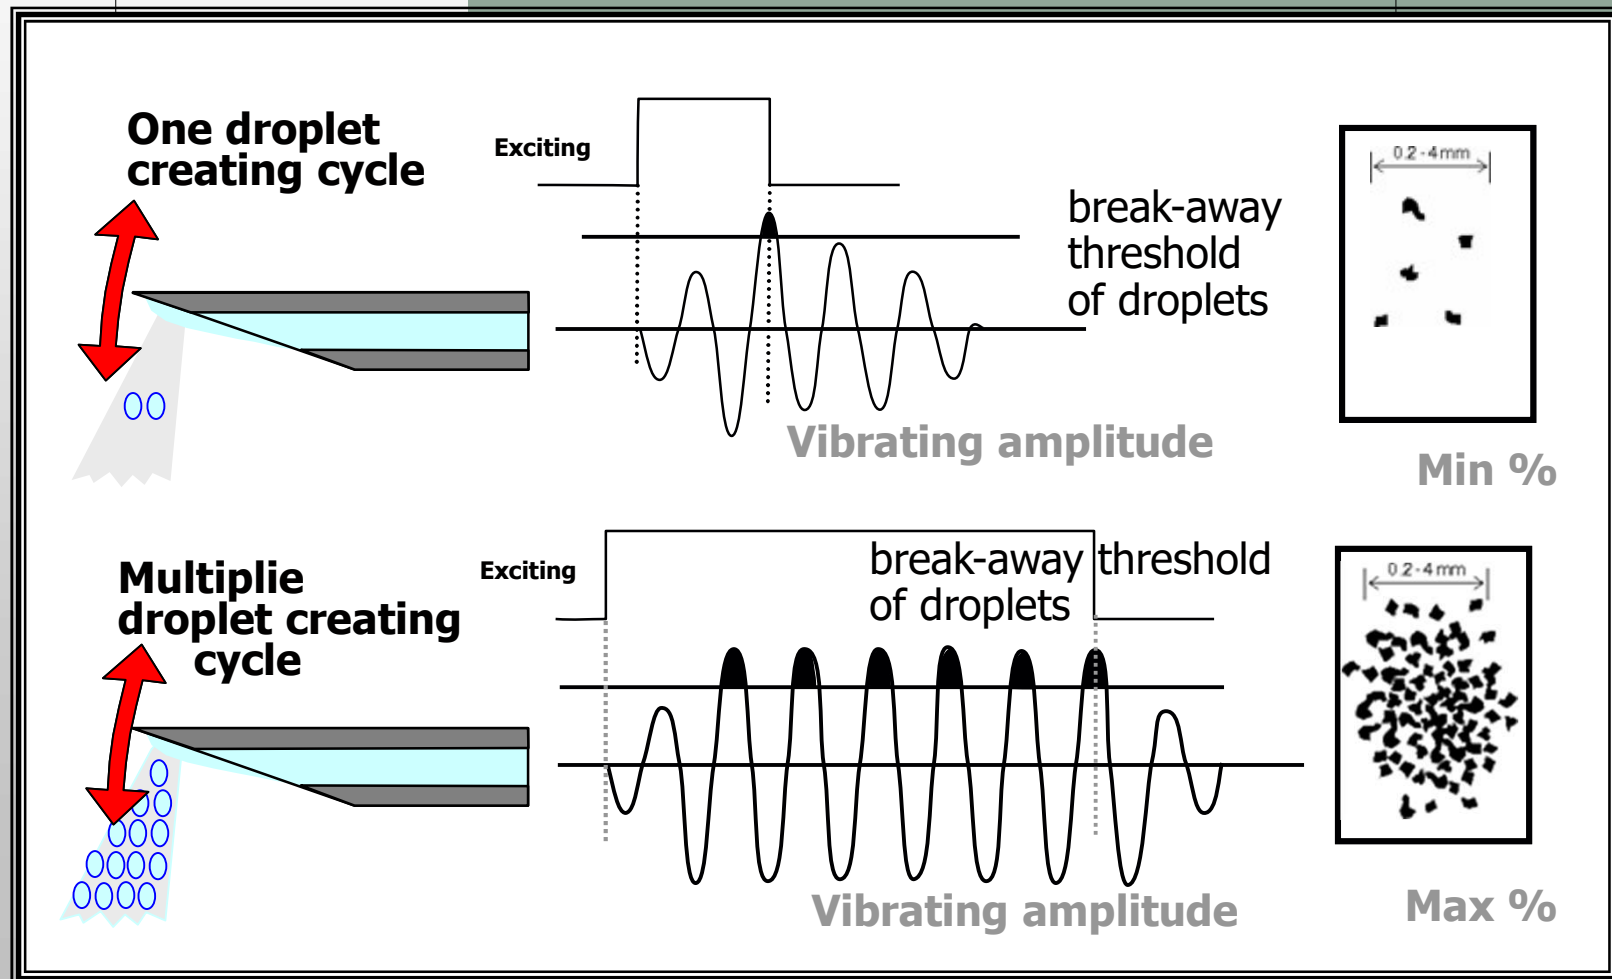 One droplet
creating cycle
Exciting
break-away
threshold
of droplets
Vibrating amplitude
0.2-4mm
Min %
Multiplie
droplet creating
cycle
Exciting
break-away threshold
of droplets
Vibrating amplitude
0.2-4mm
Max %